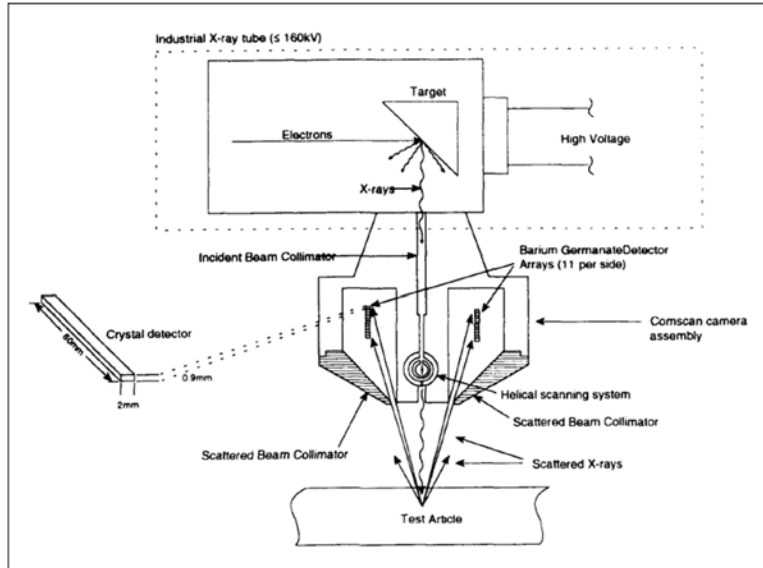 Industrial X-ray tube (≤ 160kV)
Target
Electrons
High Voltage
X-rays
Incident Beam Collimator
Barium GermanateDetector
Arrays (11 per side)
Crystal detector
Comscan camera
assembly
60mm
0.9mm
2mm
Helical scanning system
Scattered Beam Collimator
Scattered Beam Collimator
Scattered X-rays
Test Article